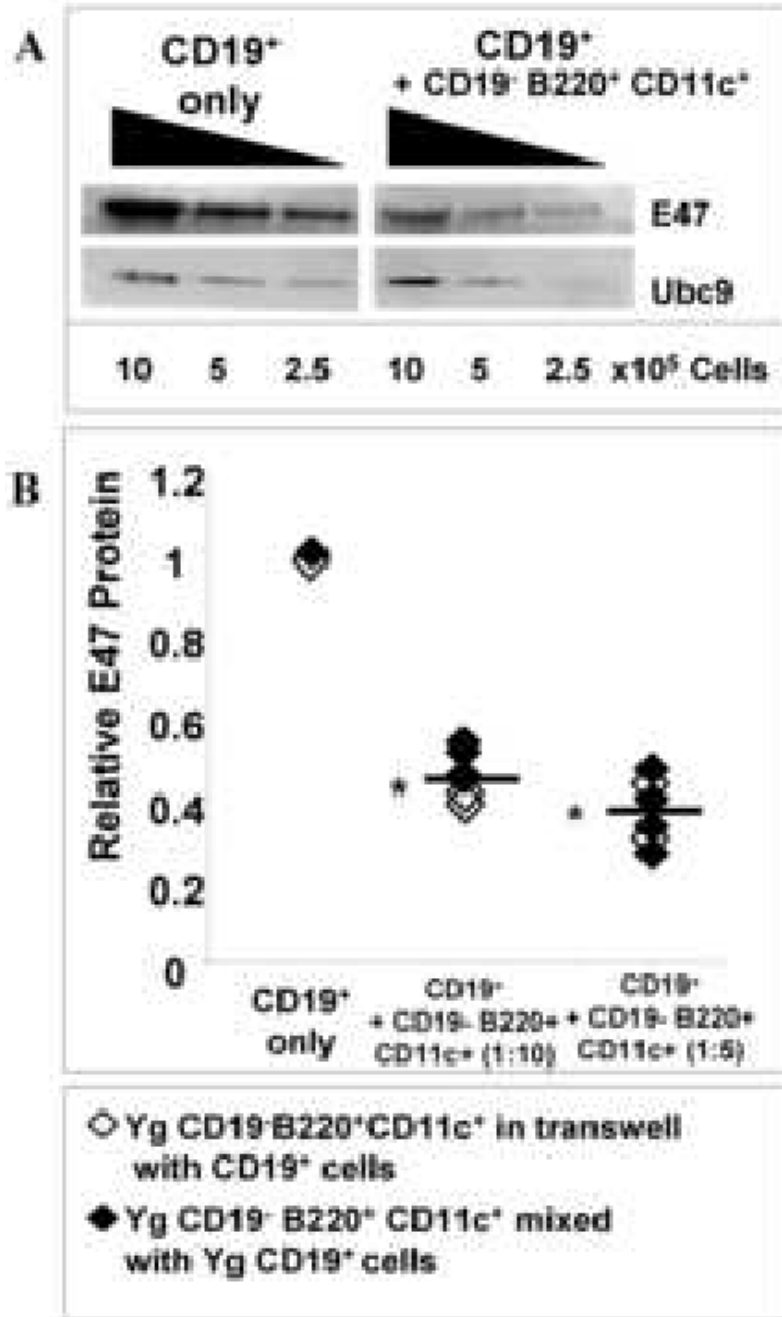 A
CD19⁺
only
CD19⁺
+ CD19⁻ B220⁺ CD11c⁺
E47
Ubc9
10 5 2.5 10 5 2.5 x10⁵ Cells
B
Relative E47 Protein
1.2
1
0.8
0.6
0.4
0.2
0
*
*
CD19⁺
only
CD19⁺
+ CD19- B220+
CD11c+ (1:10)
CD19⁺
+ CD19- B220+
CD11c+ (1:5)
Yg CD19⁻B220⁺CD11c⁺ in transwell
with CD19⁺ cells
Yg CD19⁻ B220⁺ CD11c⁺ mixed
with Yg CD19⁺ cells